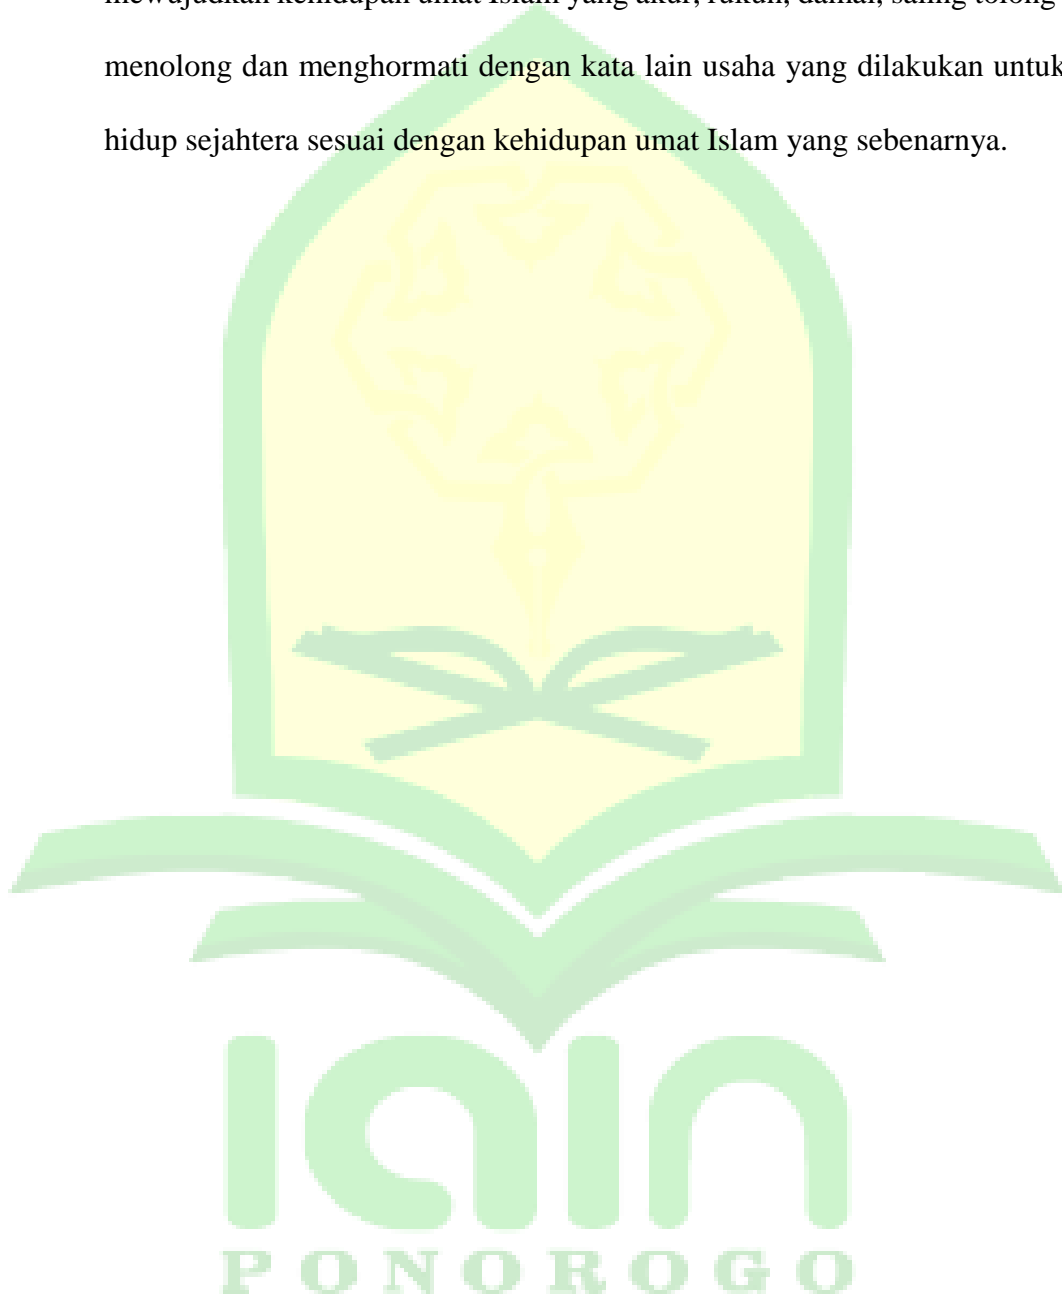 mewujudkan kehidupan umat Islam yang akur, rukun, damai, saling tolong
menolong dan menghormati dengan kata lain usaha yang dilakukan untuk
hidup sejahtera sesuai dengan kehidupan umat Islam yang sebenarnya.
iain
PONOROGO